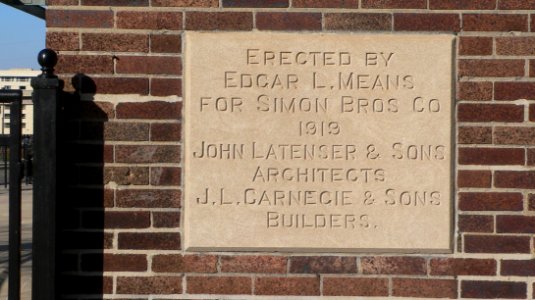 ERECTED BY
EDGAR L. MEANS
FOR SIMON BROS CO
1919
JOHN LATENSER & SONS
ARCHITECTS
J. L. CARNEGIE & SONS
BUILDERS.